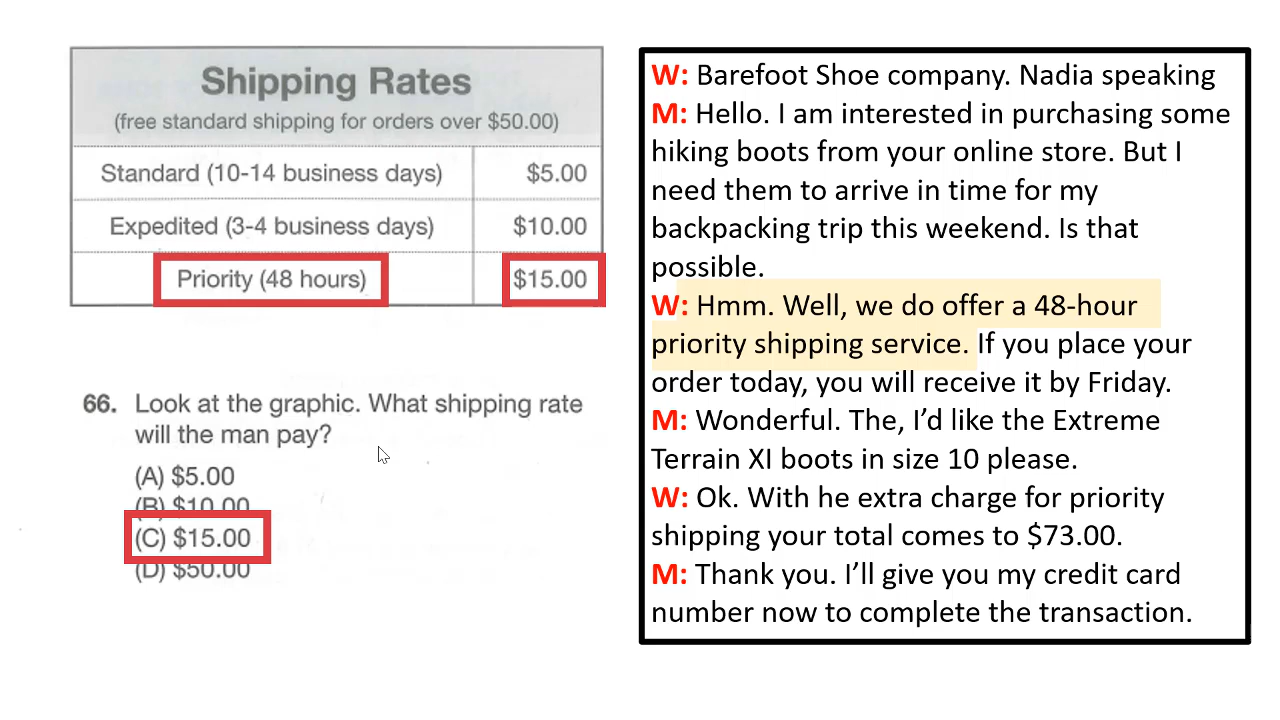 Shipping Rates
(free standard shipping for orders over $50.00)
Standard (10-14 business days) $5.00
Expedited (3-4 business days) $10.00
Priority (48 hours) $15.00
66. Look at the graphic. What shipping rate
will the man pay?
(A) $5.00
(B) $10.00
(C) $15.00
(D) $50.00
W: Barefoot Shoe company. Nadia speaking
M: Hello. I am interested in purchasing some
hiking boots from your online store. But I
need them to arrive in time for my
backpacking trip this weekend. Is that
possible.
W: Hmm. Well, we do offer a 48-hour
priority shipping service. If you place your
order today, you will receive it by Friday.
M: Wonderful. The, I’d like the Extreme
Terrain XI boots in size 10 please.
W: Ok. With he extra charge for priority
shipping your total comes to $73.00.
M: Thank you. I’ll give you my credit card
number now to complete the transaction.